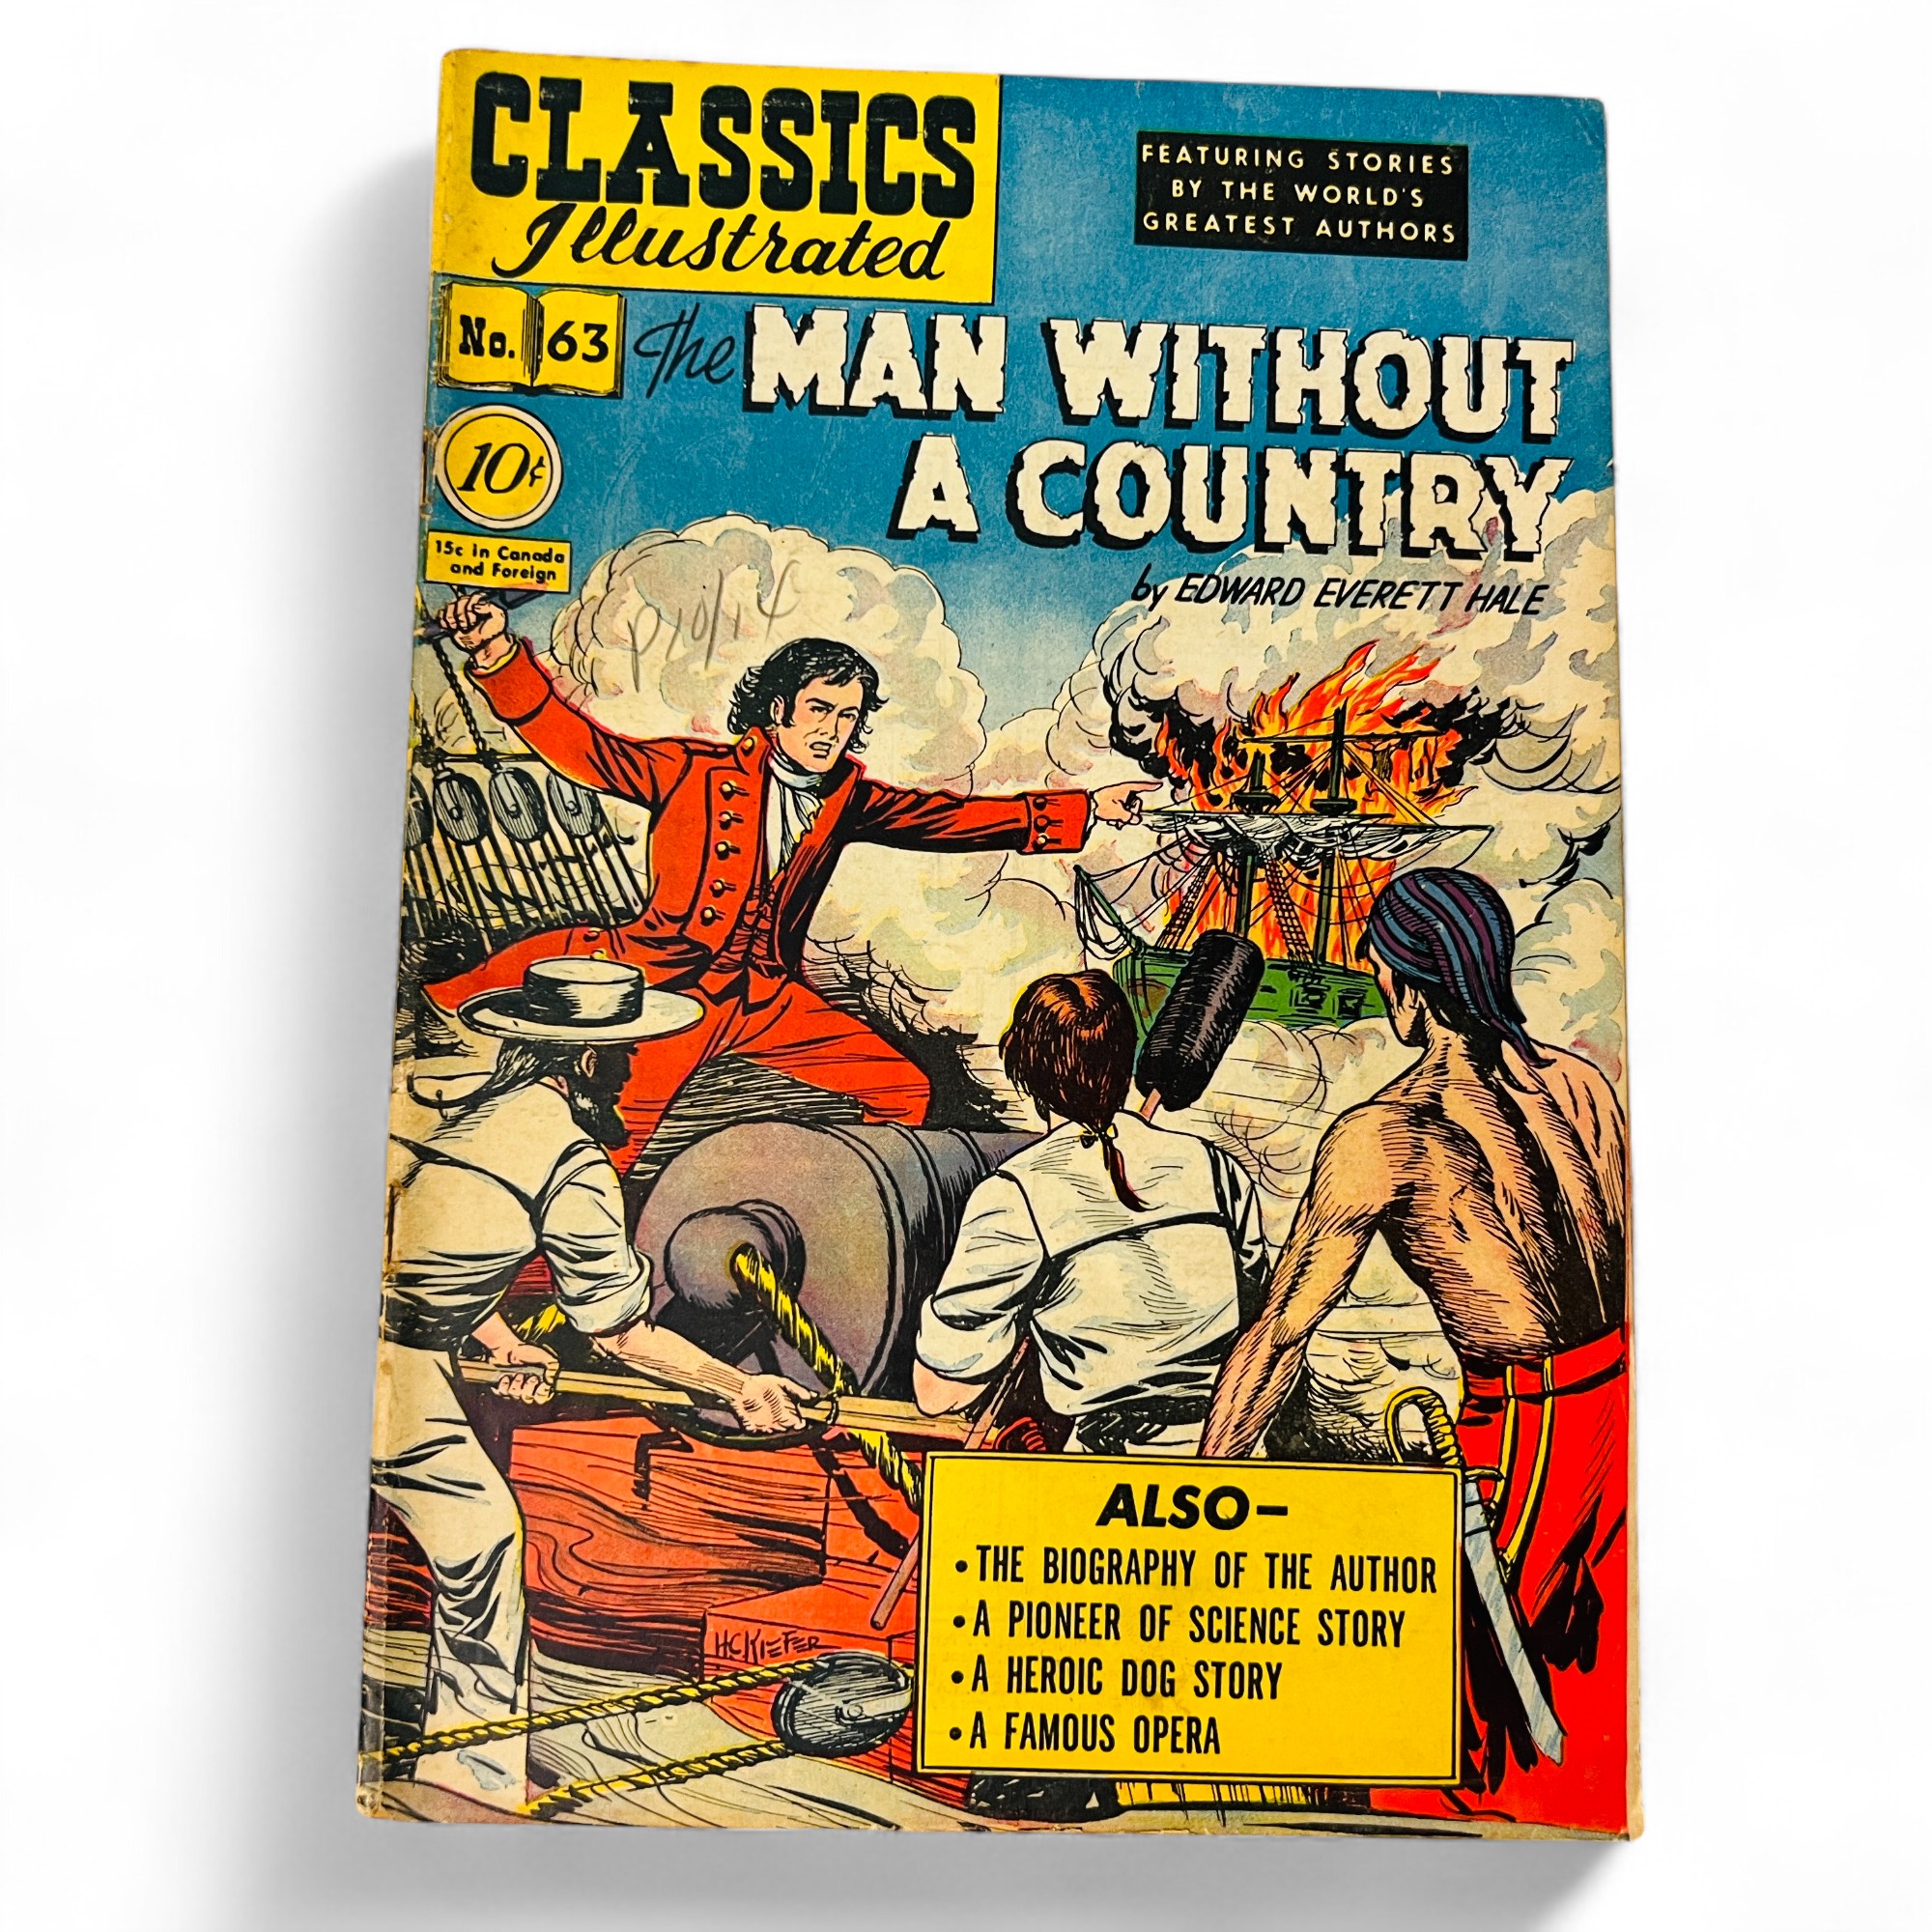 CLASSICS
Illustrated
FEATURING STORIES
BY THE WORLD'S
GREATEST AUTHORS
No. 63
The MAN WITHOUT
A COUNTRY
10¢
15c in Canada
and Foreign
by EDWARD EVERETT HALE
P10/14
ALSO—
•THE BIOGRAPHY OF THE AUTHOR
•A PIONEER OF SCIENCE STORY
•A HEROIC DOG STORY
•A FAMOUS OPERA
HCKIEFER